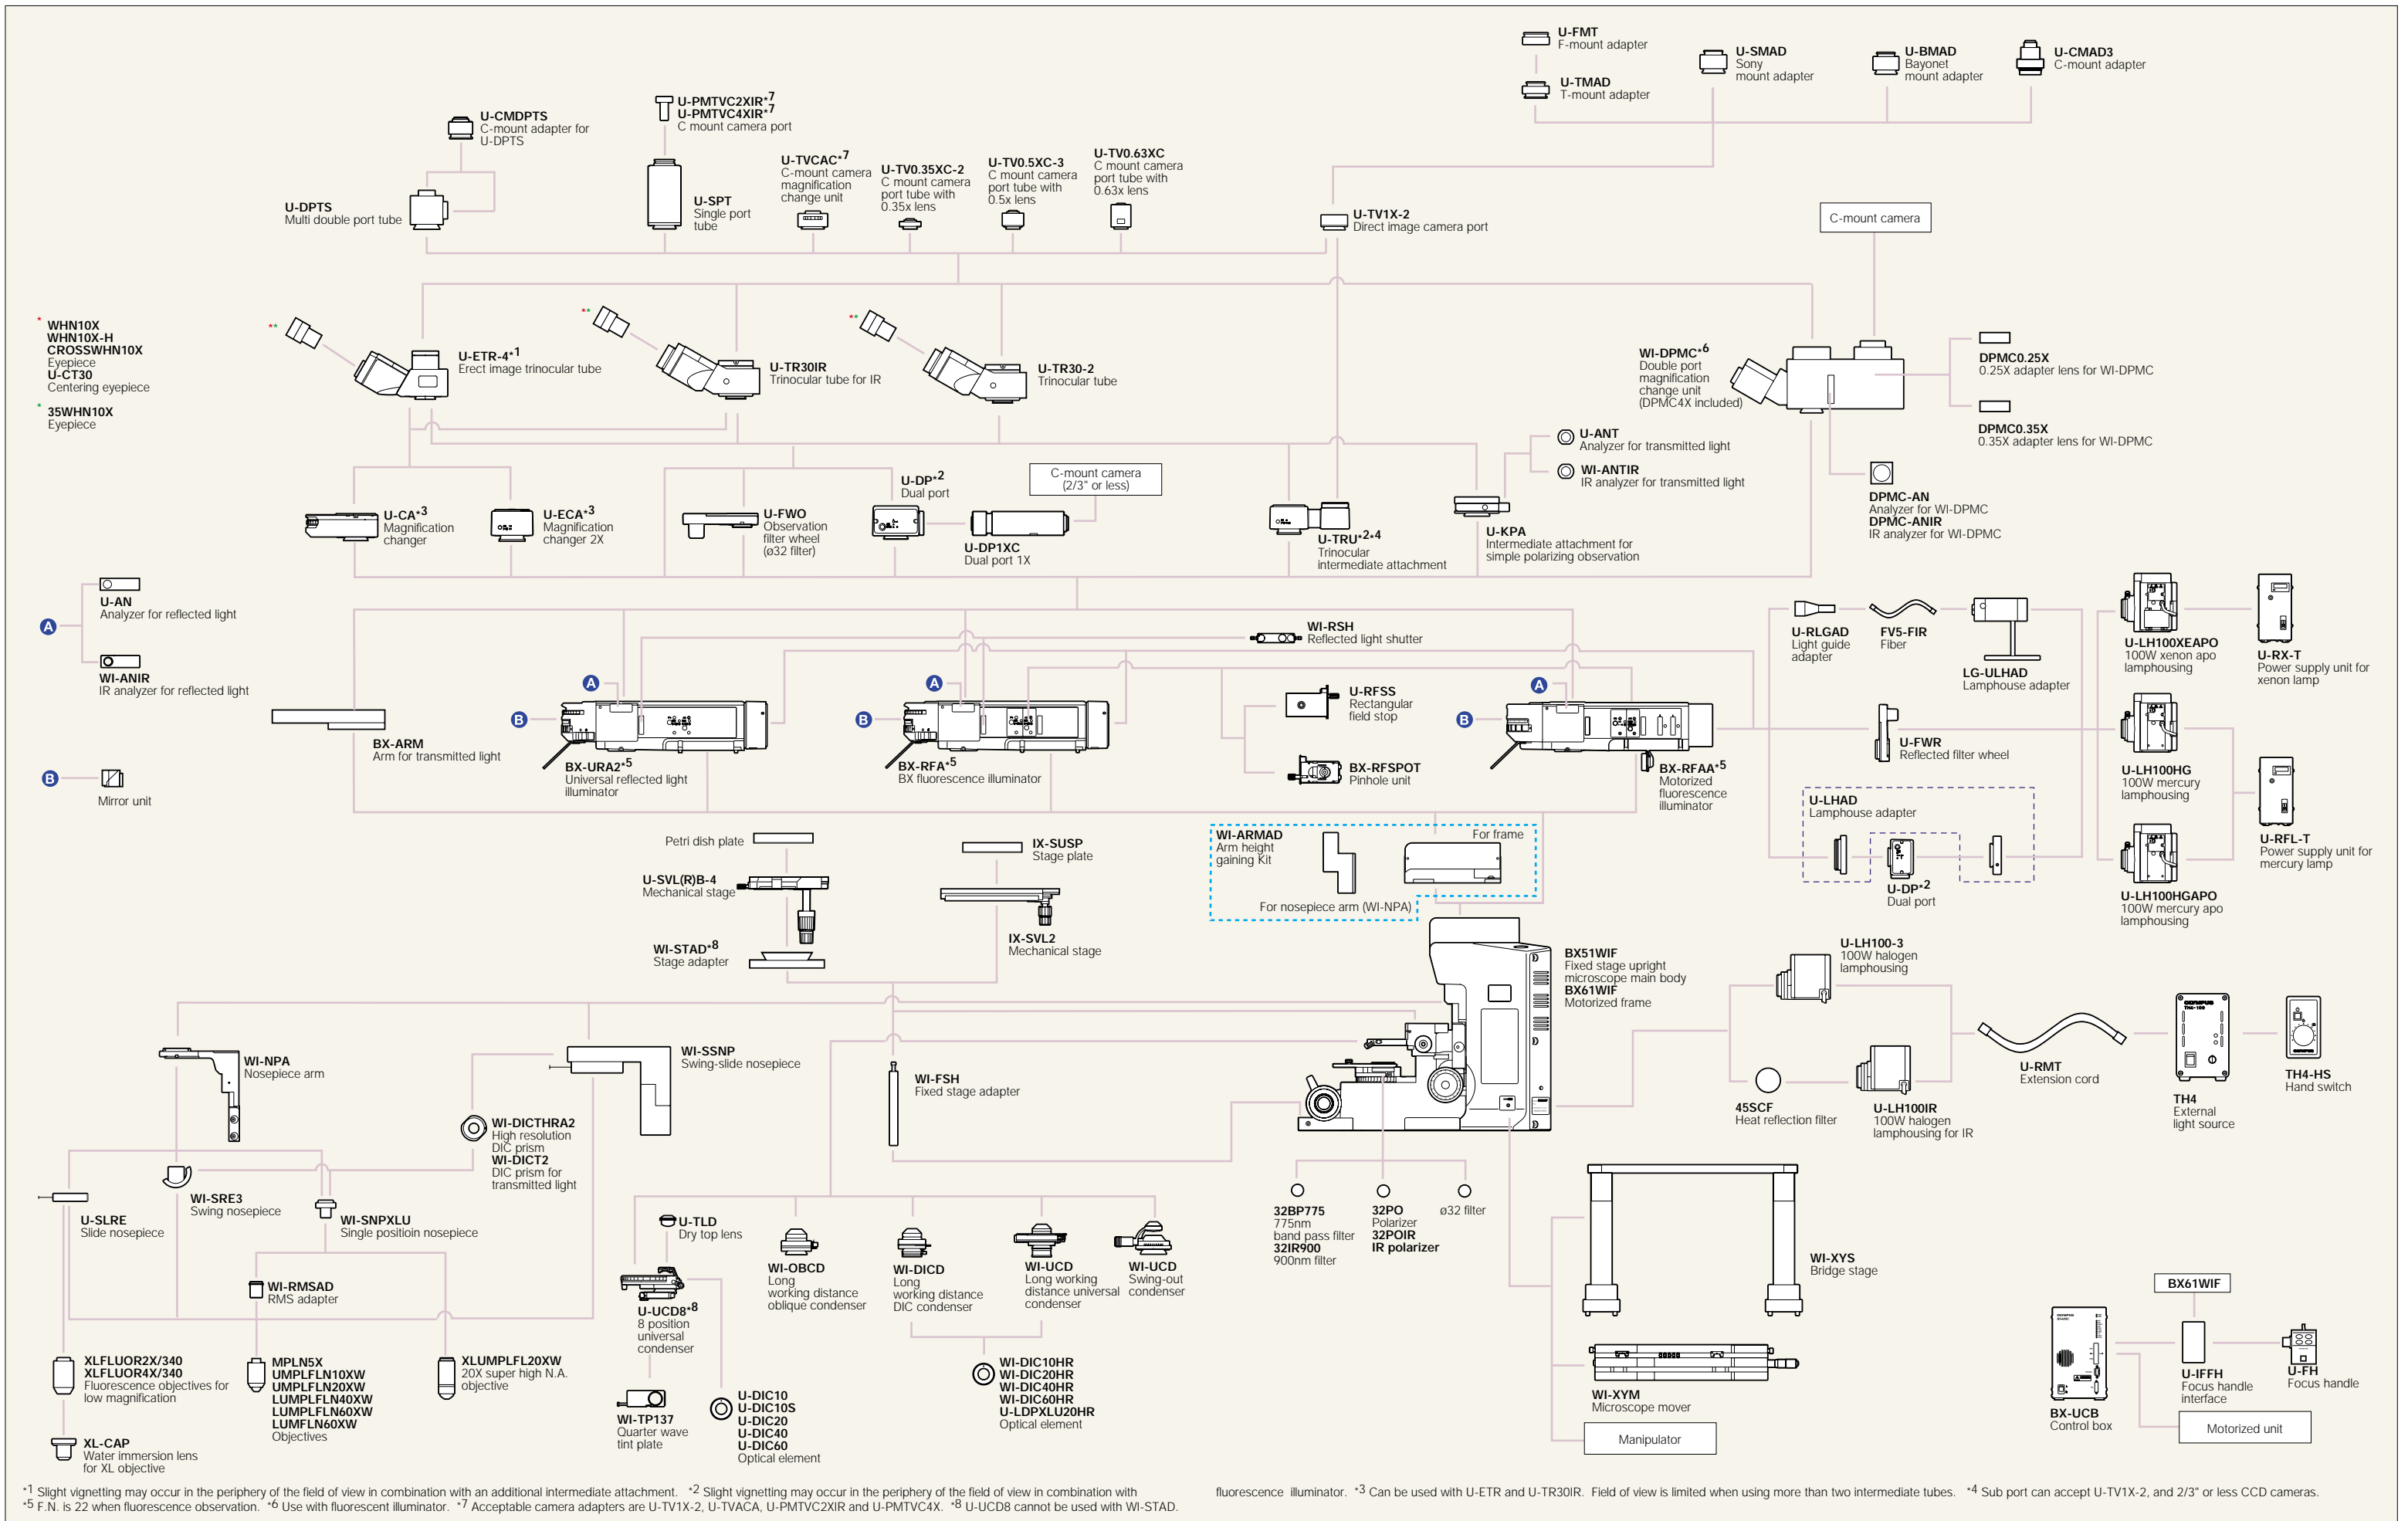 U-FMT
F-mount adapter
U-TMAD
T-mount adapter
U-SMAD
Sony
mount adapter
U-BMAD
Bayonet
mount adapter
U-CMAD3
C-mount adapter
U-CMDPTS
C-mount adapter for
U-DPTS
U-PMTVC2XIR*7
U-PMTVC4XIR*7
C mount camera port
U-DPTS
Multi double port tube
U-SPT
Single port
tube
U-TVCAC*7
C-mount camera
magnification
change unit
U-TV0.35XC-2
C mount camera
port tube with
0.35x lens
U-TV0.5XC-3
C mount camera
port tube with
0.5x lens
U-TV0.63XC
C mount camera
port tube with
0.63x lens
U-TV1X-2
Direct image camera port
C-mount camera
* WHN10X
WHN10X-H
CROSSWHN10X
Eyepiece
U-CT30
Centering eyepiece
* 35WHN10X
Eyepiece
**
U-ETR-4*1
Erect image trinocular tube
**
U-TR30IR
Trinocular tube for IR
**
U-TR30-2
Trinocular tube
WI-DPMC*6
Double port
magnification
change unit
(DPMC4X included)
DPMC0.25X
0.25X adapter lens for WI-DPMC
DPMC0.35X
0.35X adapter lens for WI-DPMC
U-ANT
Analyzer for transmitted light
WI-ANTIR
IR analyzer for transmitted light
DPMC-AN
Analyzer for WI-DPMC
DPMC-ANIR
IR analyzer for WI-DPMC
U-CA*3
Magnification
changer
U-ECA*3
Magnification
changer 2X
U-FWO
Observation
filter wheel
(ø32 filter)
U-DP*2
Dual port
C-mount camera
(2/3" or less)
U-DP1XC
Dual port 1X
U-TRU*2*4
Trinocular
intermediate attachment
U-KPA
Intermediate attachment for
simple polarizing observation
A
U-AN
Analyzer for reflected light
WI-ANIR
IR analyzer for reflected light
B
Mirror unit
BX-ARM
Arm for transmitted light
A
B
BX-URA2*5
Universal reflected light
illuminator
A
B
BX-RFA*5
BX fluorescence illuminator
WI-RSH
Reflected light shutter
U-RFSS
Rectangular
field stop
BX-RFSPOT
Pinhole unit
A
B
BX-RFAA*5
Motorized
fluorescence
illuminator
U-RLGAD
Light guide
adapter
FV5-FIR
Fiber
LG-ULHAD
Lamphouse adapter
U-LH100XEAPO
100W xenon apo
lamphousing
U-RX-T
Power supply unit for
xenon lamp
U-FWR
Reflected filter wheel
U-LH100HG
100W mercury
lamphousing
U-LHAD
Lamphouse adapter
U-DP*2
Dual port
U-RFL-T
Power supply unit for
mercury lamp
U-LH100HGAPO
100W mercury apo
lamphousing
Petri dish plate
U-SVL(R)B-4
Mechanical stage
WI-STAD*8
Stage adapter
IX-SUSP
Stage plate
IX-SVL2
Mechanical stage
WI-ARMAD
Arm height
gaining Kit
For frame
For nosepiece arm (WI-NPA)
BX51WIF
Fixed stage upright
microscope main body
BX61WIF
Motorized frame
U-LH100-3
100W halogen
lamphousing
45SCF
Heat reflection filter
U-LH100IR
100W halogen
lamphousing for IR
U-RMT
Extension cord
OLYMPUS
TH4-100
TH4
External
light source
OLYMPUS
TH4-HS
Hand switch
WI-NPA
Nosepiece arm
WI-SSNP
Swing-slide nosepiece
WI-FSH
Fixed stage adapter
WI-DICTHRA2
High resolution
DIC prism
WI-DICT2
DIC prism for
transmitted light
U-SLRE
Slide nosepiece
WI-SRE3
Swing nosepiece
WI-SNPXLU
Single positioin nosepiece
WI-RMSAD
RMS adapter
U-TLD
Dry top lens
U-UCD8*8
8 position
universal
condenser
WI-OBCD
Long
working distance
oblique condenser
WI-DICD
Long
working distance
DIC condenser
WI-UCD
Long working
distance universal
condenser
WI-UCD
Swing-out
condenser
32BP775
775nm
band pass filter
32IR900
900nm filter
32PO
Polarizer
32POIR
IR polarizer
ø32 filter
WI-XYS
Bridge stage
XLFLUOR2X/340
XLFLUOR4X/340
Fluorescence objectives for
low magnification
XL-CAP
Water immersion lens
for XL objective
MPLN5X
UMPLFLN10XW
UMPLFLN20XW
LUMPLFLN40XW
LUMPLFLN60XW
LUMFLN60XW
Objectives
XLUMPLFL20XW
20X super high N.A.
objective
WI-TP137
Quarter wave
tint plate
U-DIC10
U-DIC10S
U-DIC20
U-DIC40
U-DIC60
Optical element
WI-DIC10HR
WI-DIC20HR
WI-DIC40HR
WI-DIC60HR
U-LDPXLU20HR
Optical element
WI-XYM
Microscope mover
Manipulator
BX61WIF
BX-UCB
Control box
U-IFFH
Focus handle
interface
U-FH
Focus handle
Motorized unit
*1 Slight vignetting may occur in the periphery of the field of view in combination with an additional intermediate attachment. *2 Slight vignetting may occur in the periphery of the field of view in combination with fluorescence illuminator. *3 Can be used with U-ETR and U-TR30IR. Field of view is limited when using more than two intermediate tubes. *4 Sub port can accept U-TV1X-2, and 2/3" or less CCD cameras.
*5 F.N. is 22 when fluorescence observation. *6 Use with fluorescent illuminator. *7 Acceptable camera adapters are U-TV1X-2, U-TVACA, U-PMTVC2XIR and U-PMTVC4X. *8 U-UCD8 cannot be used with WI-STAD.